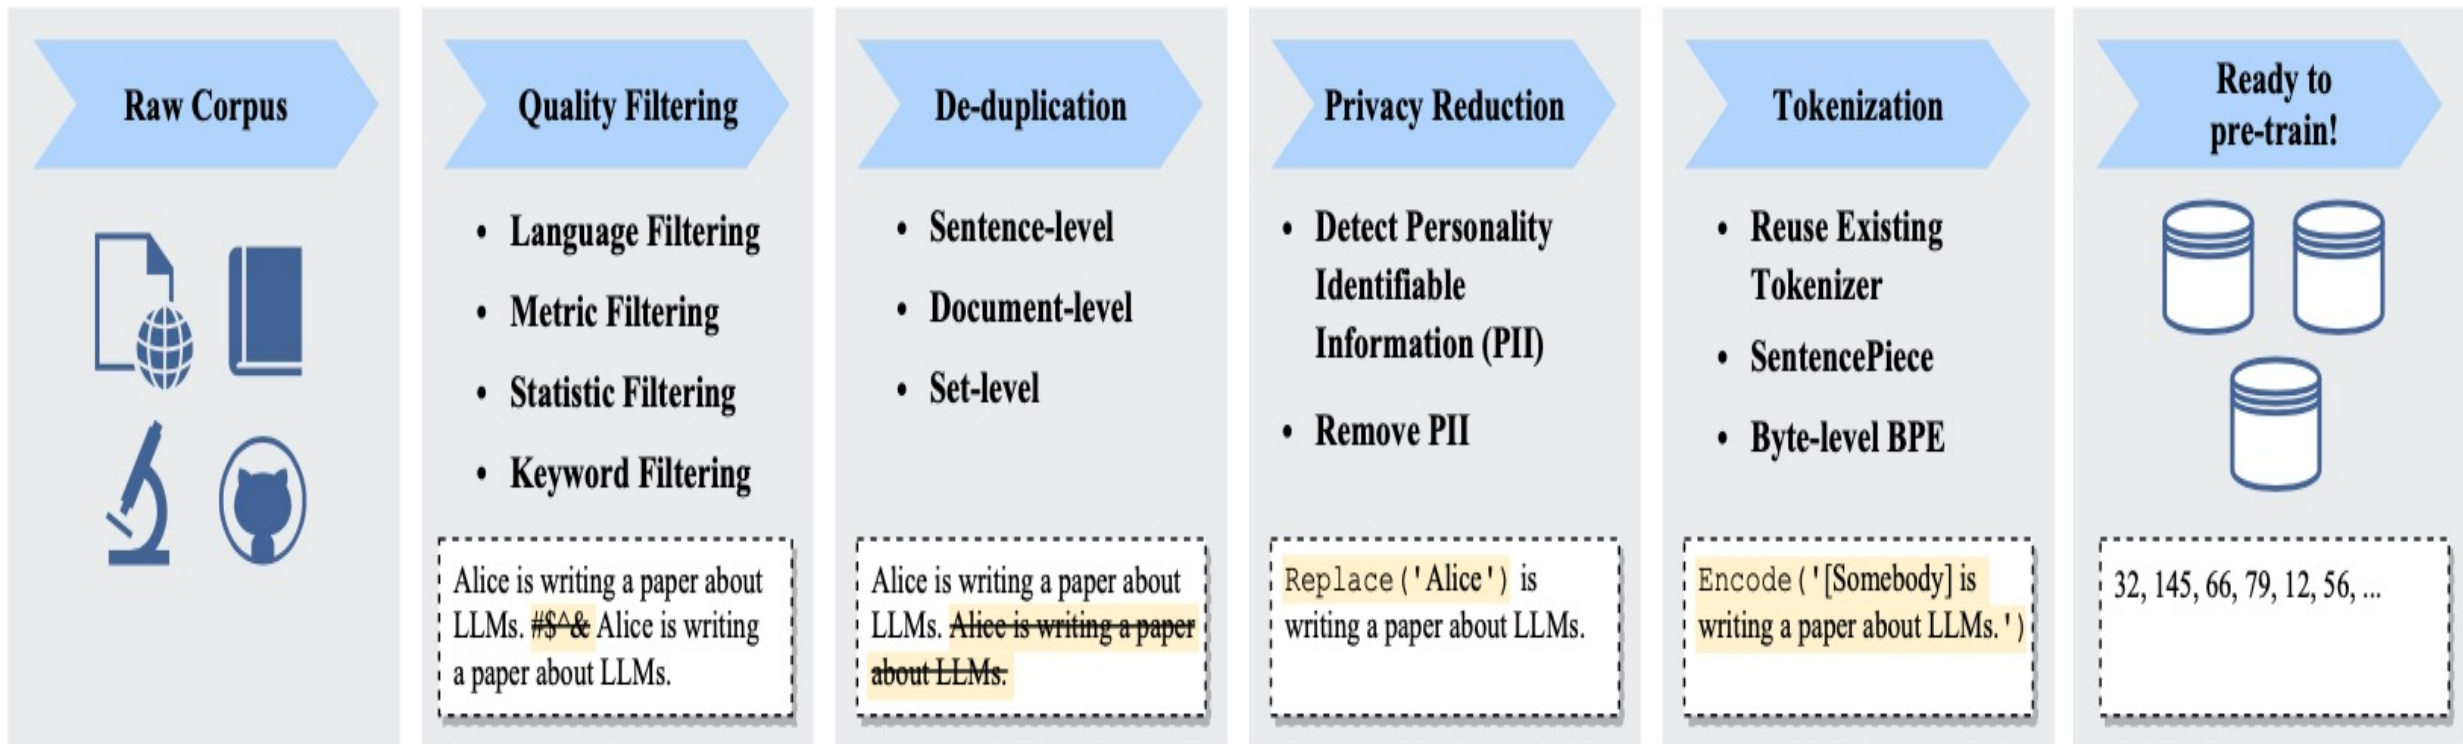 Raw Corpus
Quality Filtering
• Language Filtering
• Metric Filtering
• Statistic Filtering
• Keyword Filtering
Alice is writing a paper about
LLMs. #$^& Alice is writing
a paper about LLMs.
De-duplication
• Sentence-level
• Document-level
• Set-level
Alice is writing a paper about
LLMs. Alice is writing a paper
about LLMs.
Privacy Reduction
• Detect Personality
Identifiable
Information (PII)
• Remove PII
Replace('Alice') is
writing a paper about LLMs.
Tokenization
• Reuse Existing
Tokenizer
• SentencePiece
• Byte-level BPE
Encode('[Somebody] is
writing a paper about LLMs.')
Ready to
pre-train!
32, 145, 66, 79, 12, 56, ...